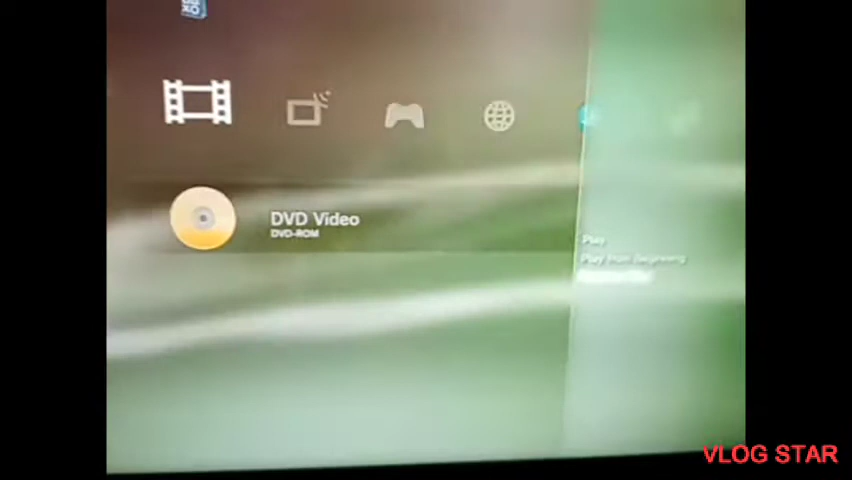 DVD Video
DVD-ROM
Play
Play from Beginning
VLOG STAR